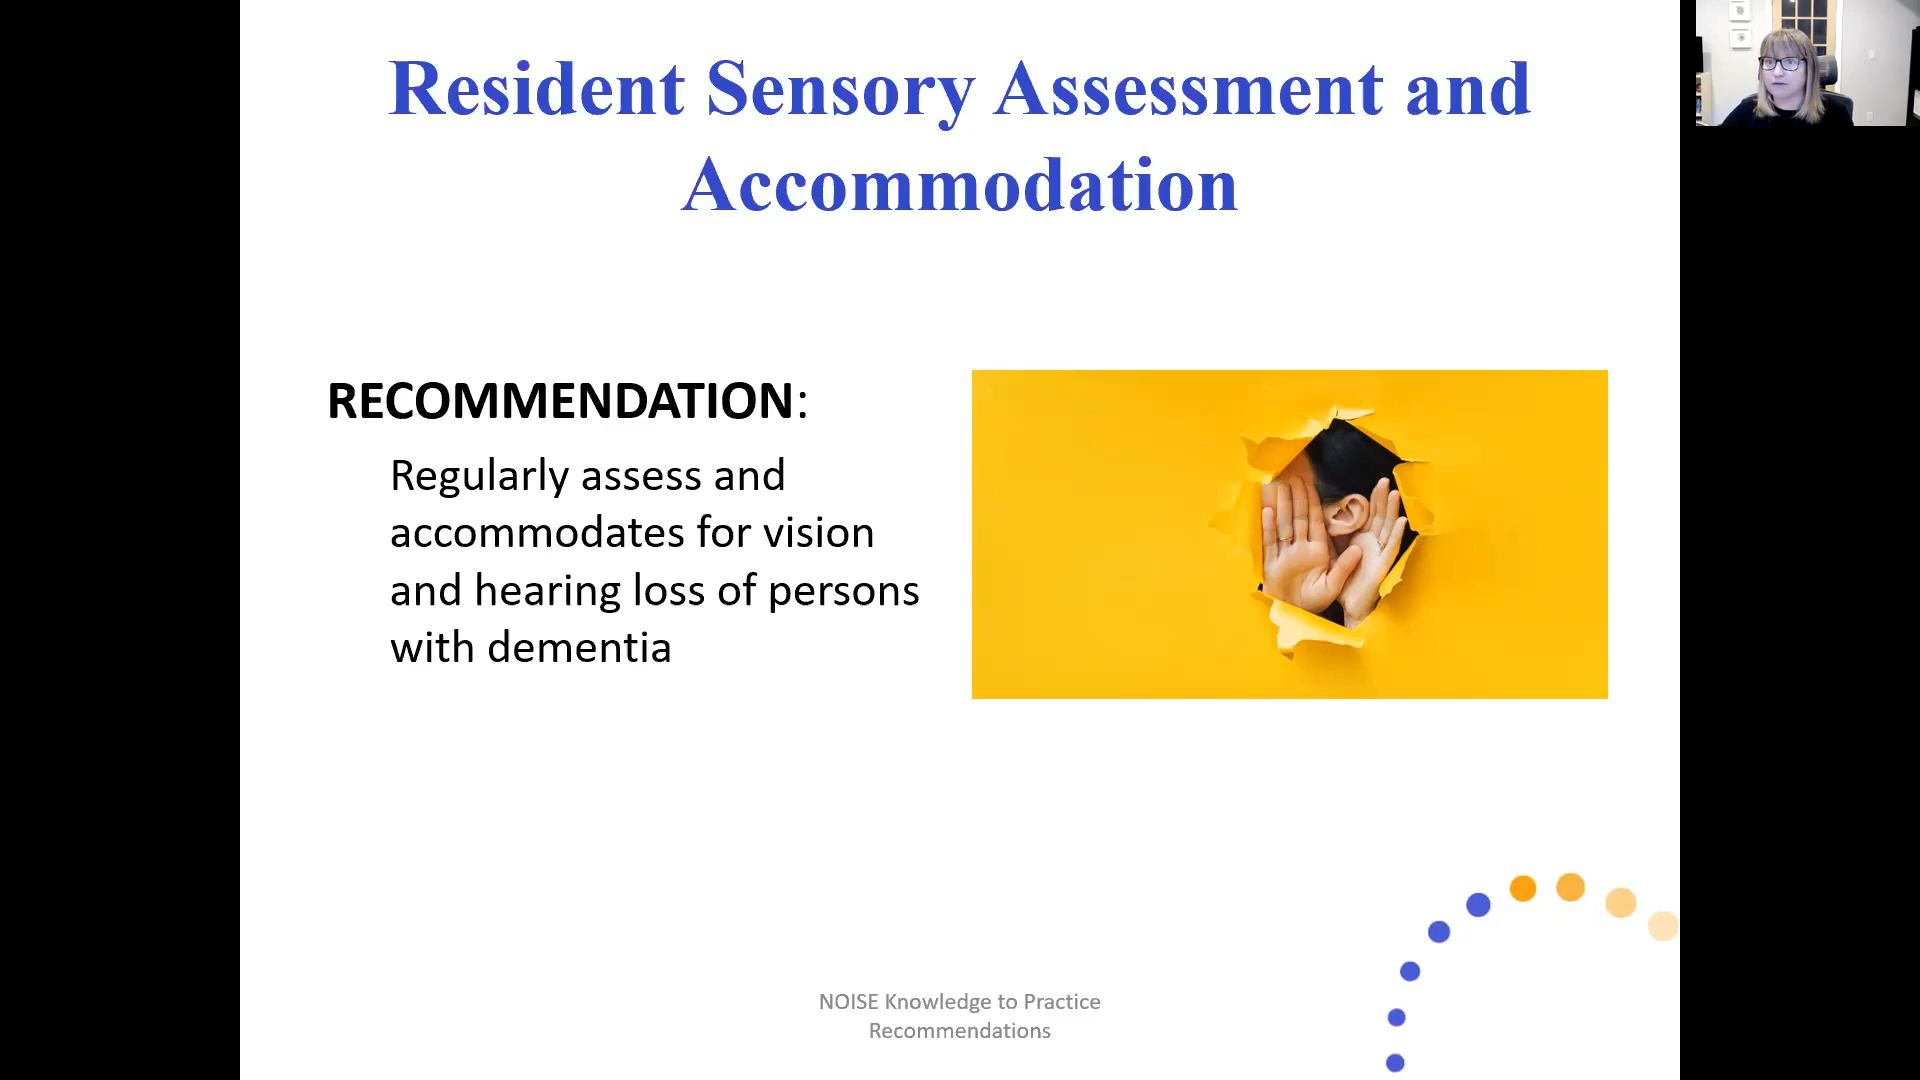 Resident Sensory Assessment and
Accommodation
RECOMMENDATION:
Regularly assess and
accommodates for vision
and hearing loss of persons
with dementia
NOISE Knowledge to Practice
Recommendations